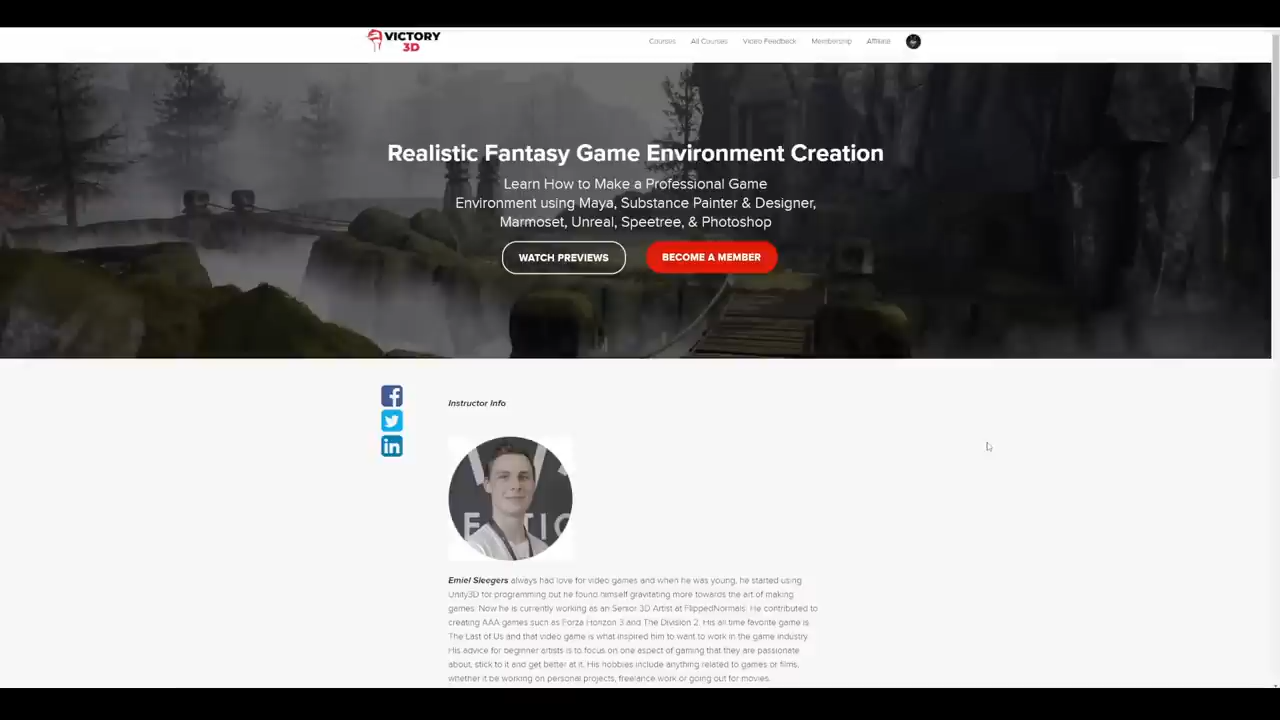 VICTORY
3D
Courses All Courses Video Feedback Membership Affiliate
Realistic Fantasy Game Environment Creation
Learn How to Make a Professional Game
Environment using Maya, Substance Painter & Designer,
Marmoset, Unreal, Speetree, & Photoshop
WATCH PREVIEWS BECOME A MEMBER
Instructor Info
Emiel Sleegers always had love for video games and when he was young, he started using
Unity3D for programming but he found himself gravitating more towards the art of making
games. Now he is currently working as an Senior 3D Artist at FlippedNormals. He contributed to
creating AAA games such as Forza Horizon 3 and The Division 2. His all time favorite game is
The Last of Us and that video game is what inspired him to want to work in the game industry.
His advice for beginner artists is to focus on one aspect of gaming that they are passionate
about, stick to it and get better at it. His hobbies include anything related to games or films,
whether it be working on personal projects, freelance work or going out for movies.